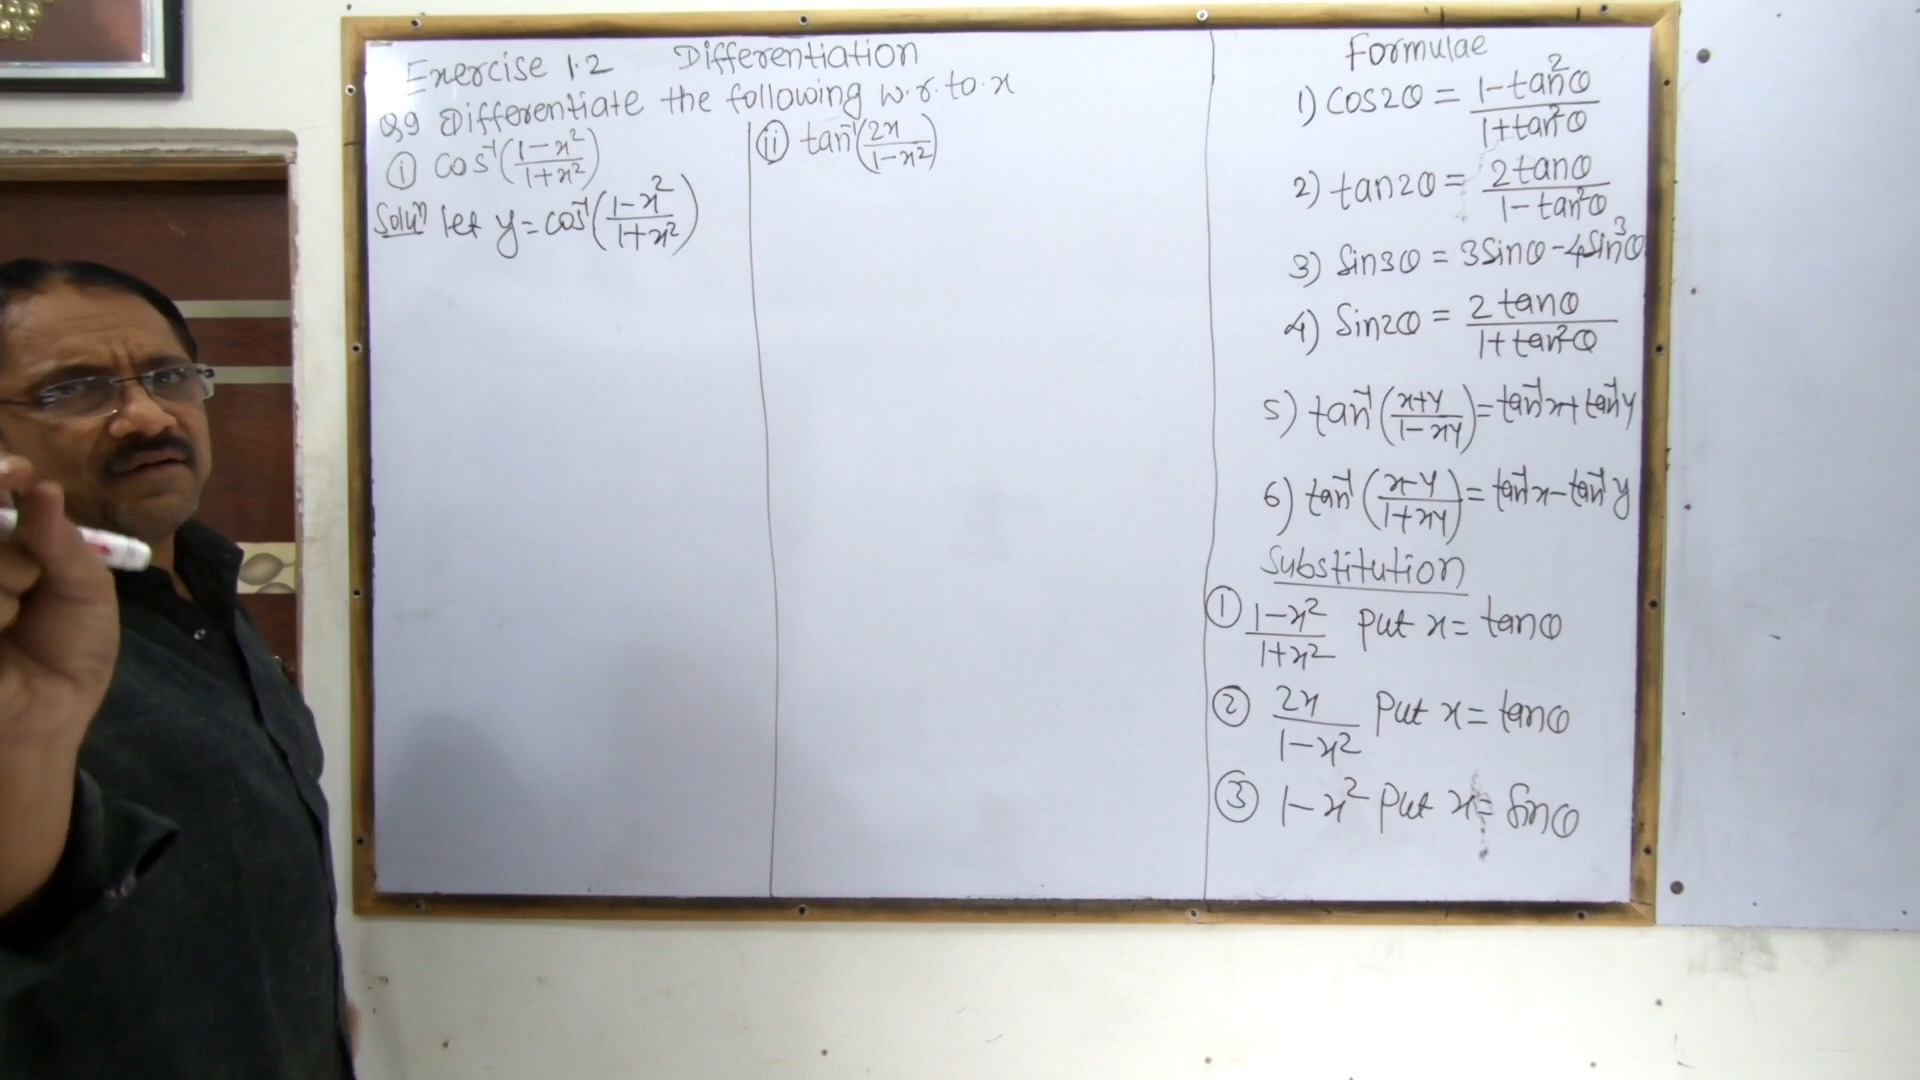 Exercise 1.2 Differentiation
Q9 Differentiate the following w.r.to.x
i cos⁻¹((1-x²)/(1+x²))
Soluⁿ let y=cos⁻¹((1-x²)/(1+x²))
ii tan⁻¹(2x/(1-x²))
Formulae
1) cos2θ = (1-tan²θ)/(1+tan²θ)
2) tan2θ = (2tanθ)/(1-tan²θ)
3) Sin3θ = 3Sinθ-4Sin³θ
4) Sin2θ = (2tanθ)/(1+tan²θ)
5) tan⁻¹((x+y)/(1-xy)) = tan⁻¹x+tan⁻¹y
6) tan⁻¹((x-y)/(1+xy)) = tan⁻¹x-tan⁻¹y
Substitution
1 (1-x²)/(1+x²) put x= tanθ
2 2x/(1-x²) Put x= tanθ
3 1-x² Put x= Sinθ